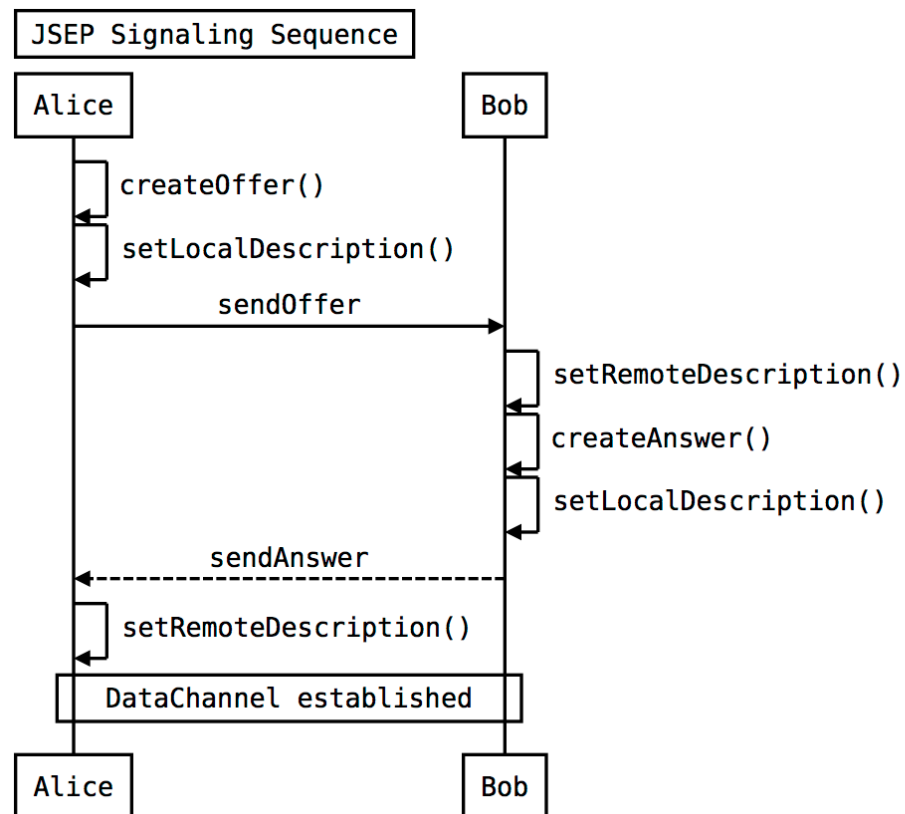 JSEP Signaling Sequence
Alice
Bob
createOffer()
setLocalDescription()
sendOffer
setRemoteDescription()
createAnswer()
setLocalDescription()
sendAnswer
setRemoteDescription()
DataChannel established
Alice
Bob